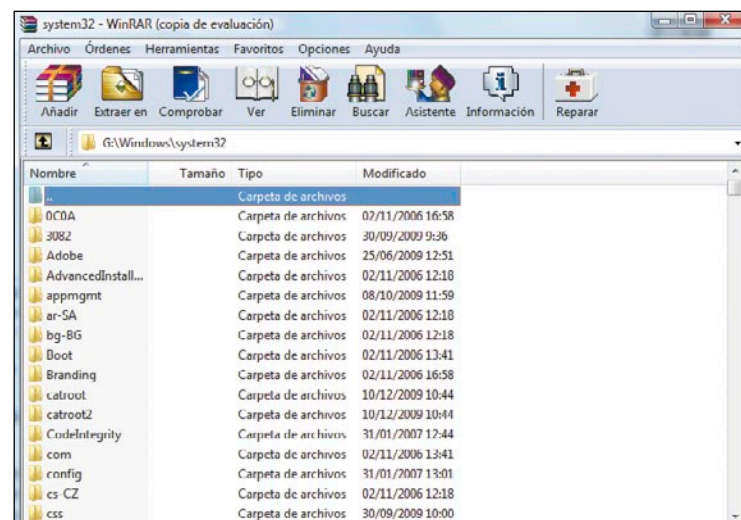 system32 - WinRAR (copia de evaluación)
Archivo Órdenes Herramientas Favoritos Opciones Ayuda
Añadir Extraer en Comprobar Ver Eliminar Buscar Asistente Información Reparar
G:\Windows\system32
Nombre Tamaño Tipo Modificado
.. Carpeta de archivos
0C0A Carpeta de archivos 02/11/2006 16:58
3082 Carpeta de archivos 30/09/2009 9:36
Adobe Carpeta de archivos 25/06/2009 12:51
AdvancedInstall... Carpeta de archivos 02/11/2006 12:18
appmgmt Carpeta de archivos 08/10/2009 11:59
ar-SA Carpeta de archivos 02/11/2006 12:18
bg-BG Carpeta de archivos 02/11/2006 12:18
Boot Carpeta de archivos 02/11/2006 13:41
Branding Carpeta de archivos 02/11/2006 16:58
catroot Carpeta de archivos 10/12/2009 10:44
catroot2 Carpeta de archivos 10/12/2009 10:44
CodeIntegrity Carpeta de archivos 31/01/2007 12:44
com Carpeta de archivos 02/11/2006 13:41
config Carpeta de archivos 31/01/2007 13:01
cs-CZ Carpeta de archivos 02/11/2006 12:18
css Carpeta de archivos 30/09/2009 10:00